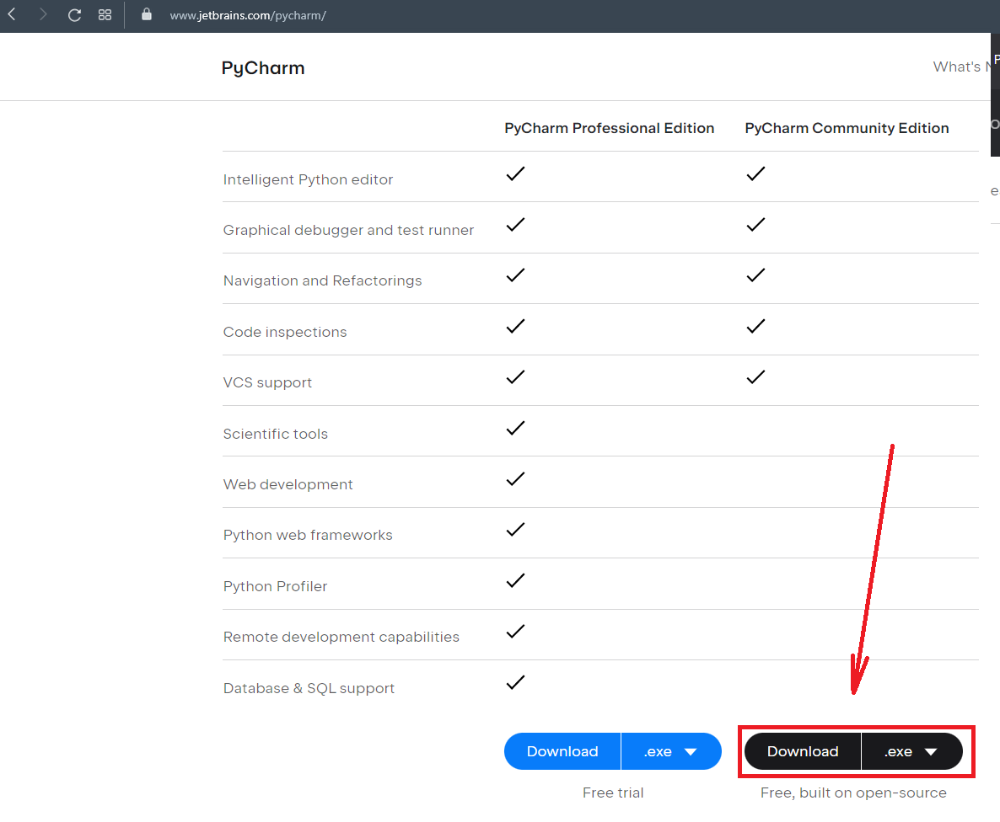 www.jetbrains.com/pycharm/
PyCharm
What's
PyCharm Professional Edition PyCharm Community Edition
Intelligent Python editor
Graphical debugger and test runner
Navigation and Refactorings
Code inspections
VCS support
Scientific tools
Web development
Python web frameworks
Python Profiler
Remote development capabilities
Database & SQL support
Download .exe Download .exe
Free trial Free, built on open-source